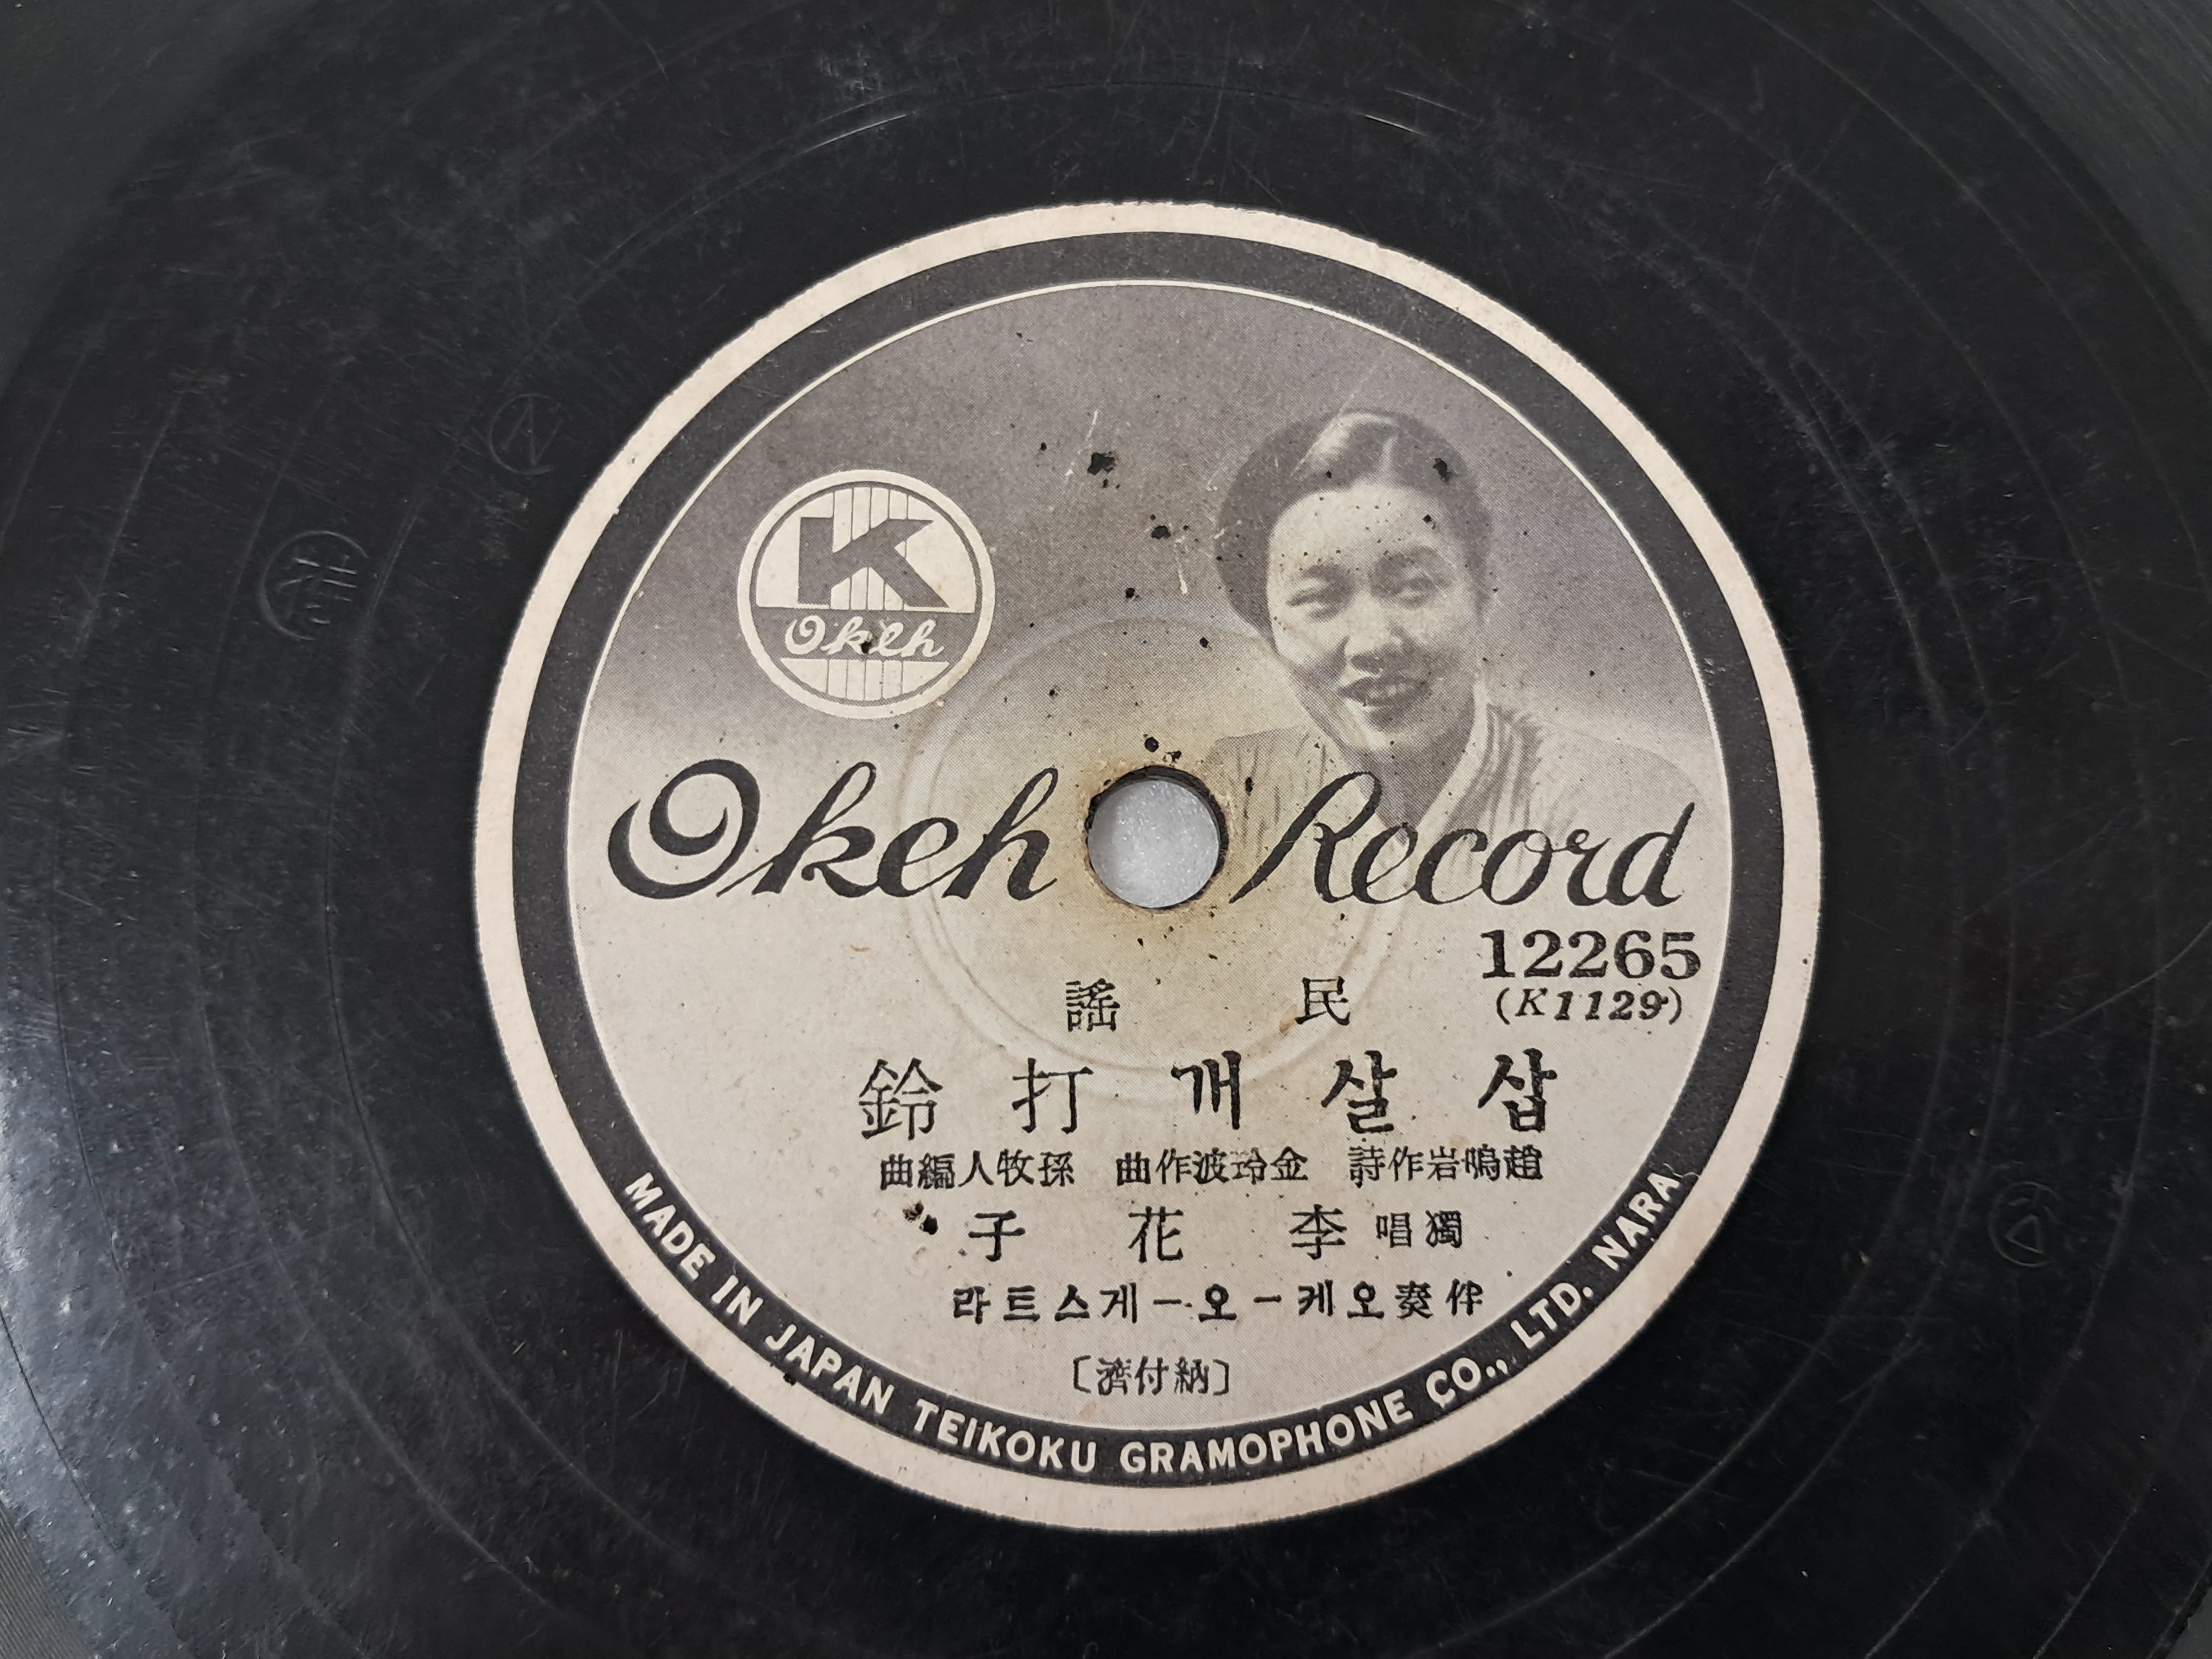 K
Okeh
Okeh Record
12265
(K1129)
民謠
삽살개打鈴
趙鳴岩作詩 金玲波作曲 孫牧人編曲
獨唱 李花子
伴奏오케ー오ー게스트라
〔納付濟〕
MADE IN JAPAN TEIKOKU GRAMOPHONE CO., LTD. NARA